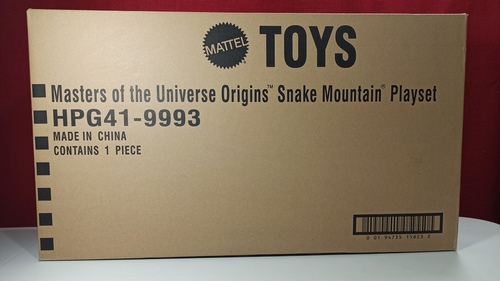 MATTEL TOYS
Masters of the Universe Origins™ Snake Mountain® Playset
HPG41-9993
MADE IN CHINA
CONTAINS 1 PIECE